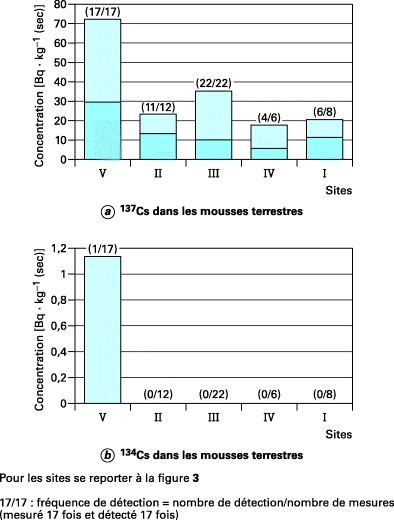 Concentration [Bq · kg–1 (sec)]
80
70
60
50
40
30
20
10
0
(17/17)
(11/12)
(22/22)
(4/6)
(6/8)
V II III IV I
Sites
a 137Cs dans les mousses terrestres
Concentration [Bq · kg–1 (sec)]
1,2
1
0,8
0,6
0,4
0,2
0
(1/17)
(0/12)
(0/22)
(0/6)
(0/8)
V II III IV I
Sites
b 134Cs dans les mousses terrestres
Pour les sites se reporter à la figure 3
17/17 : fréquence de détection = nombre de détection/nombre de mesures
(mesuré 17 fois et détecté 17 fois)